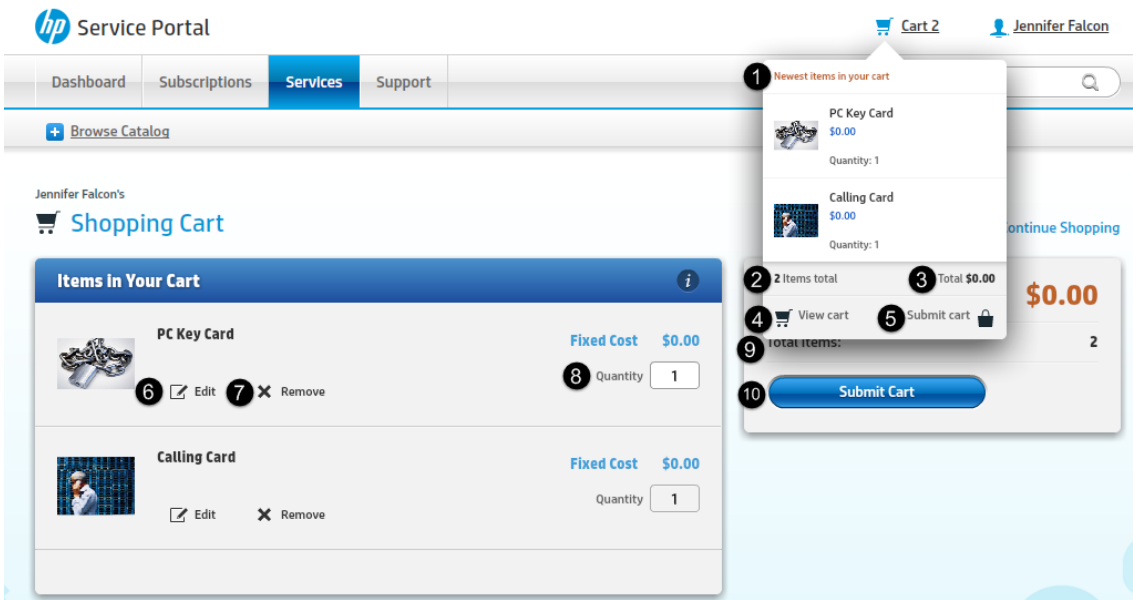 hp Service Portal
Cart 2
Jennifer Falcon
Dashboard Subscriptions Services Support
1 Newest items in your cart
Browse Catalog
PC Key Card
$0.00
Quantity: 1
Calling Card
$0.00
Quantity: 1
2 2 Items total 3 Total $0.00
4 View cart 5 Submit cart
Jennifer Falcon's
Shopping Cart
ontinue Shopping
Items in Your Cart i
PC Key Card
Fixed Cost $0.00
8 Quantity 1
6 Edit 7 Remove
Calling Card
Fixed Cost $0.00
Quantity 1
Edit Remove
$0.00
9 Total Items: 2
10 Submit Cart